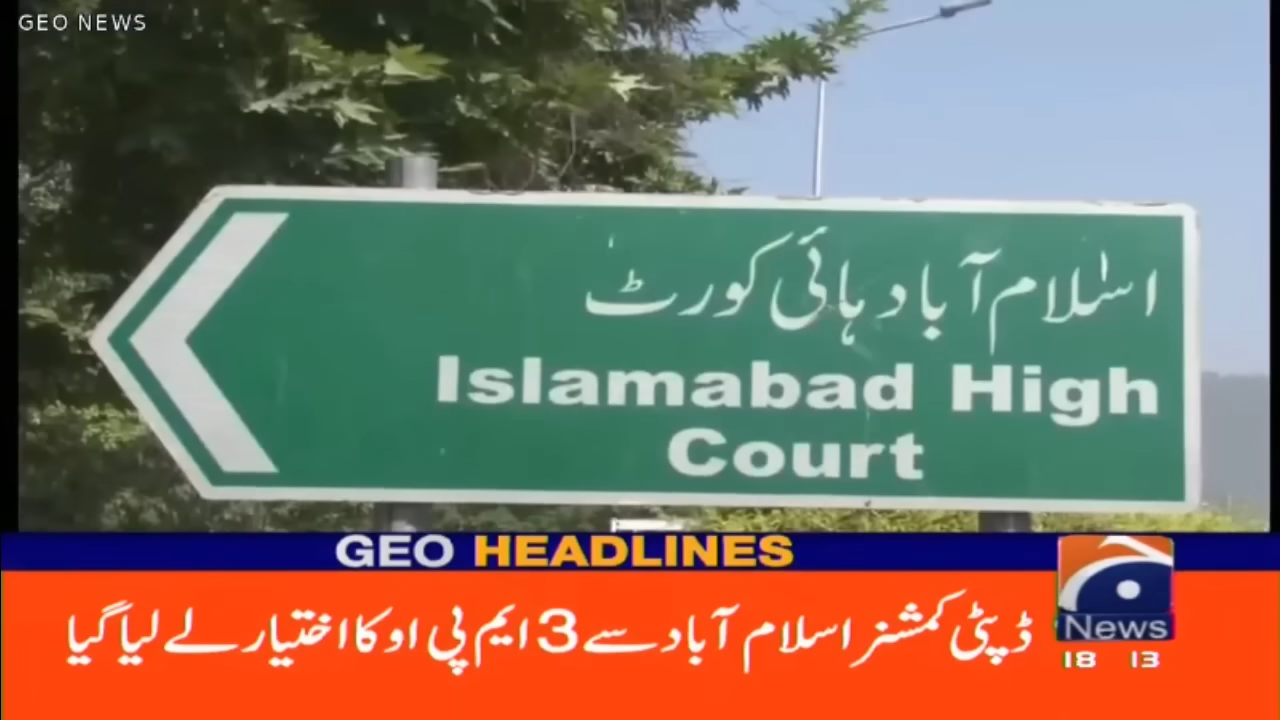 GEO NEWS
اسلام آباد ہائی کورٹ
Islamabad High
Court
GEO HEADLINES
ڈپٹی کمشنر اسلام آباد سے 3 ایم پی او کا اختیار لے لیا گیا
News
18 13